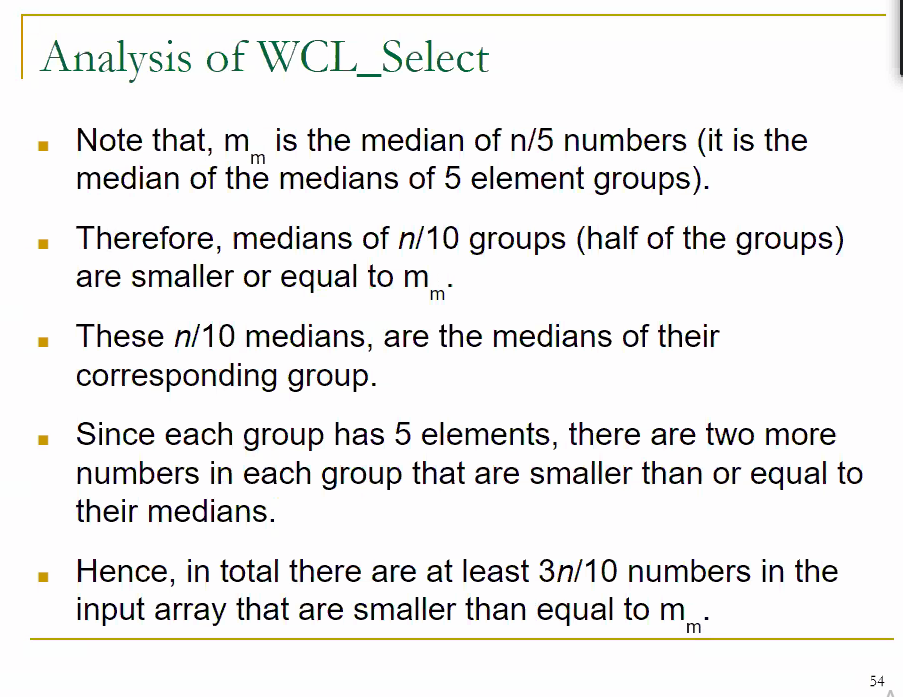 Analysis of WCL_Select
Note that, mm is the median of n/5 numbers (it is the
median of the medians of 5 element groups).
Therefore, medians of n/10 groups (half of the groups)
are smaller or equal to mm.
These n/10 medians, are the medians of their
corresponding group.
Since each group has 5 elements, there are two more
numbers in each group that are smaller than or equal to
their medians.
Hence, in total there are at least 3n/10 numbers in the
input array that are smaller than equal to mm.
54